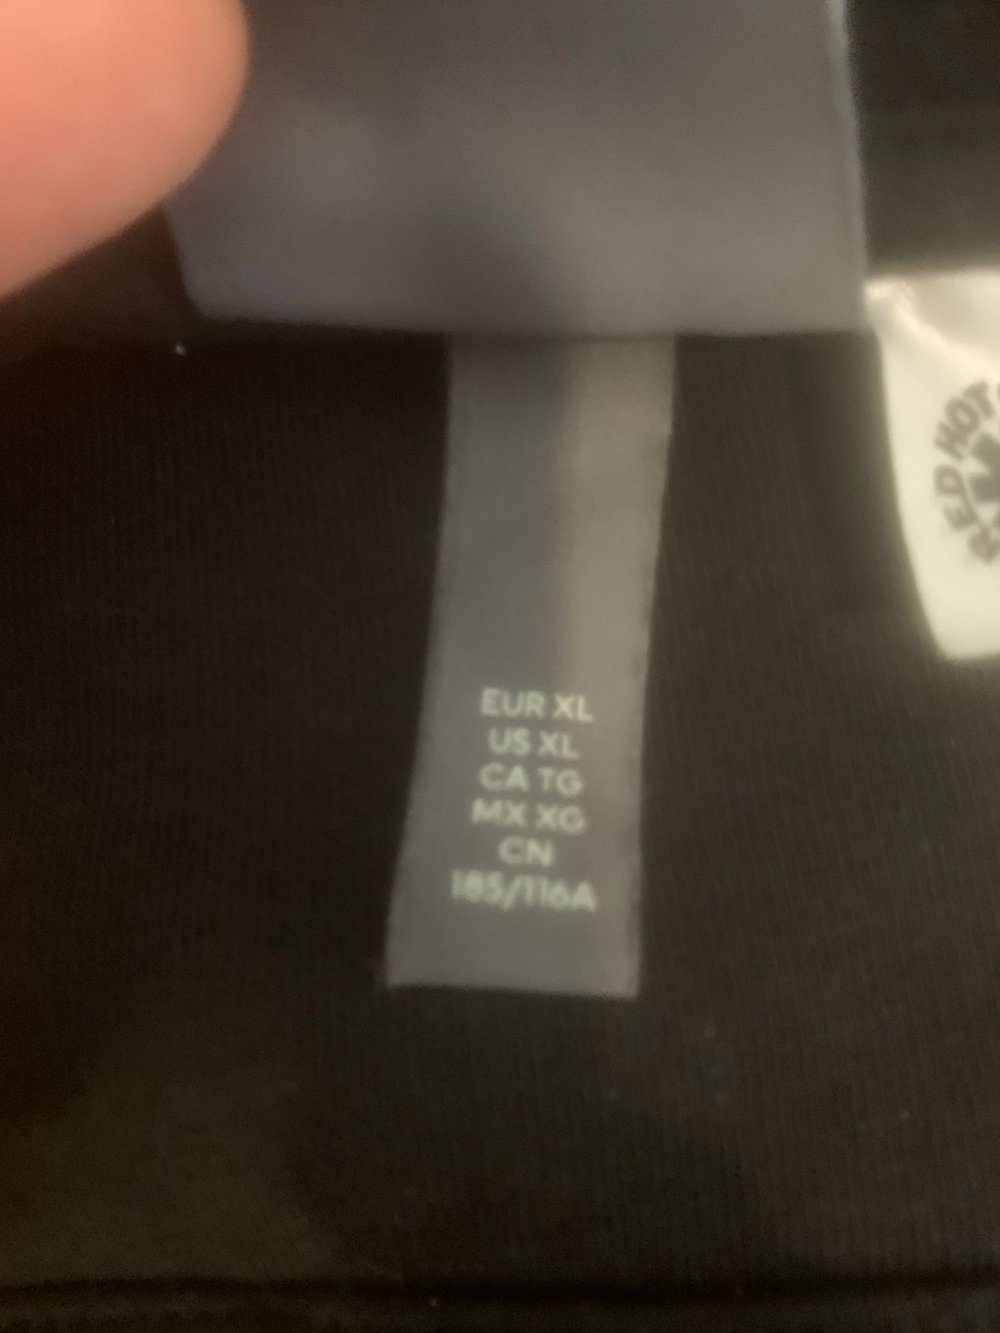 EUR XL
US XL
CA TG
MX XG
CN
185/116A
RED HOT